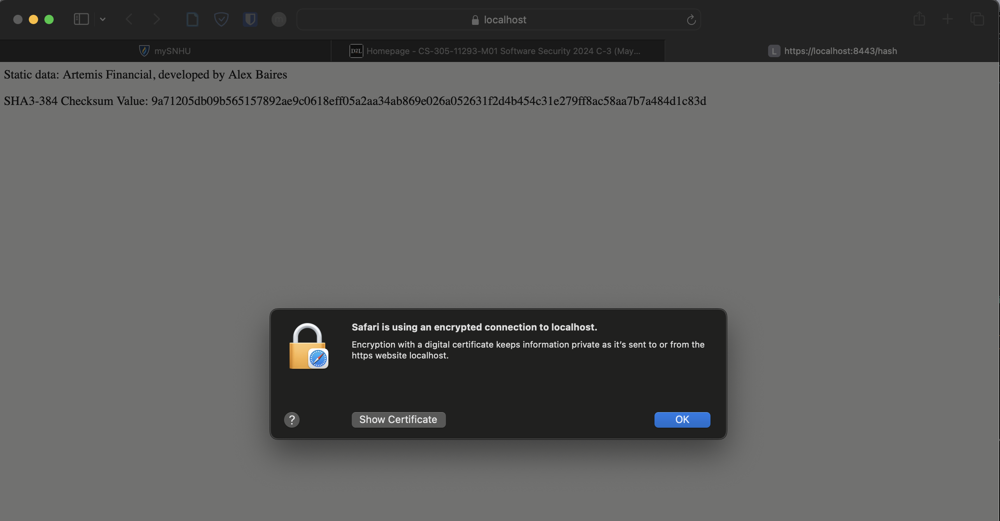 localhost
m
mySNHU
D2L Homepage - CS-305-11293-M01 Software Security 2024 C-3 (May...
L https://localhost:8443/hash
Static data: Artemis Financial, developed by Alex Baires
SHA3-384 Checksum Value: 9a71205db09b565157892ae9c0618eff05a2aa34ab869e026a052631f2d4b454c31e279ff8ac58aa7b7a484d1c83d
Safari is using an encrypted connection to localhost.
Encryption with a digital certificate keeps information private as it’s sent to or from the
https website localhost.
?
Show Certificate
OK